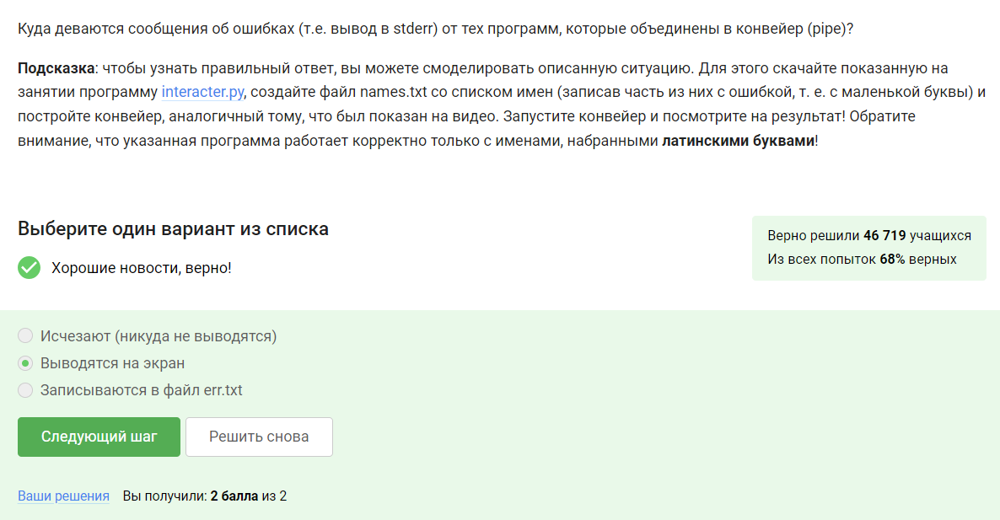 Куда деваются сообщения об ошибках (т.е. вывод в stderr) от тех программ, которые объединены в конвейер (pipe)?
Подсказка: чтобы узнать правильный ответ, вы можете смоделировать описанную ситуацию. Для этого скачайте показанную на
занятии программу interacter.py, создайте файл names.txt со списком имен (записав часть из них с ошибкой, т. е. с маленькой буквы) и
постройте конвейер, аналогичный тому, что был показан на видео. Запустите конвейер и посмотрите на результат! Обратите
внимание, что указанная программа работает корректно только с именами, набранными латинскими буквами!
Выберите один вариант из списка
Хорошие новости, верно!
Верно решили 46 719 учащихся
Из всех попыток 68% верных
Исчезают (никуда не выводятся)
Выводятся на экран
Записываются в файл err.txt
Следующий шаг
Решить снова
Ваши решения Вы получили: 2 балла из 2